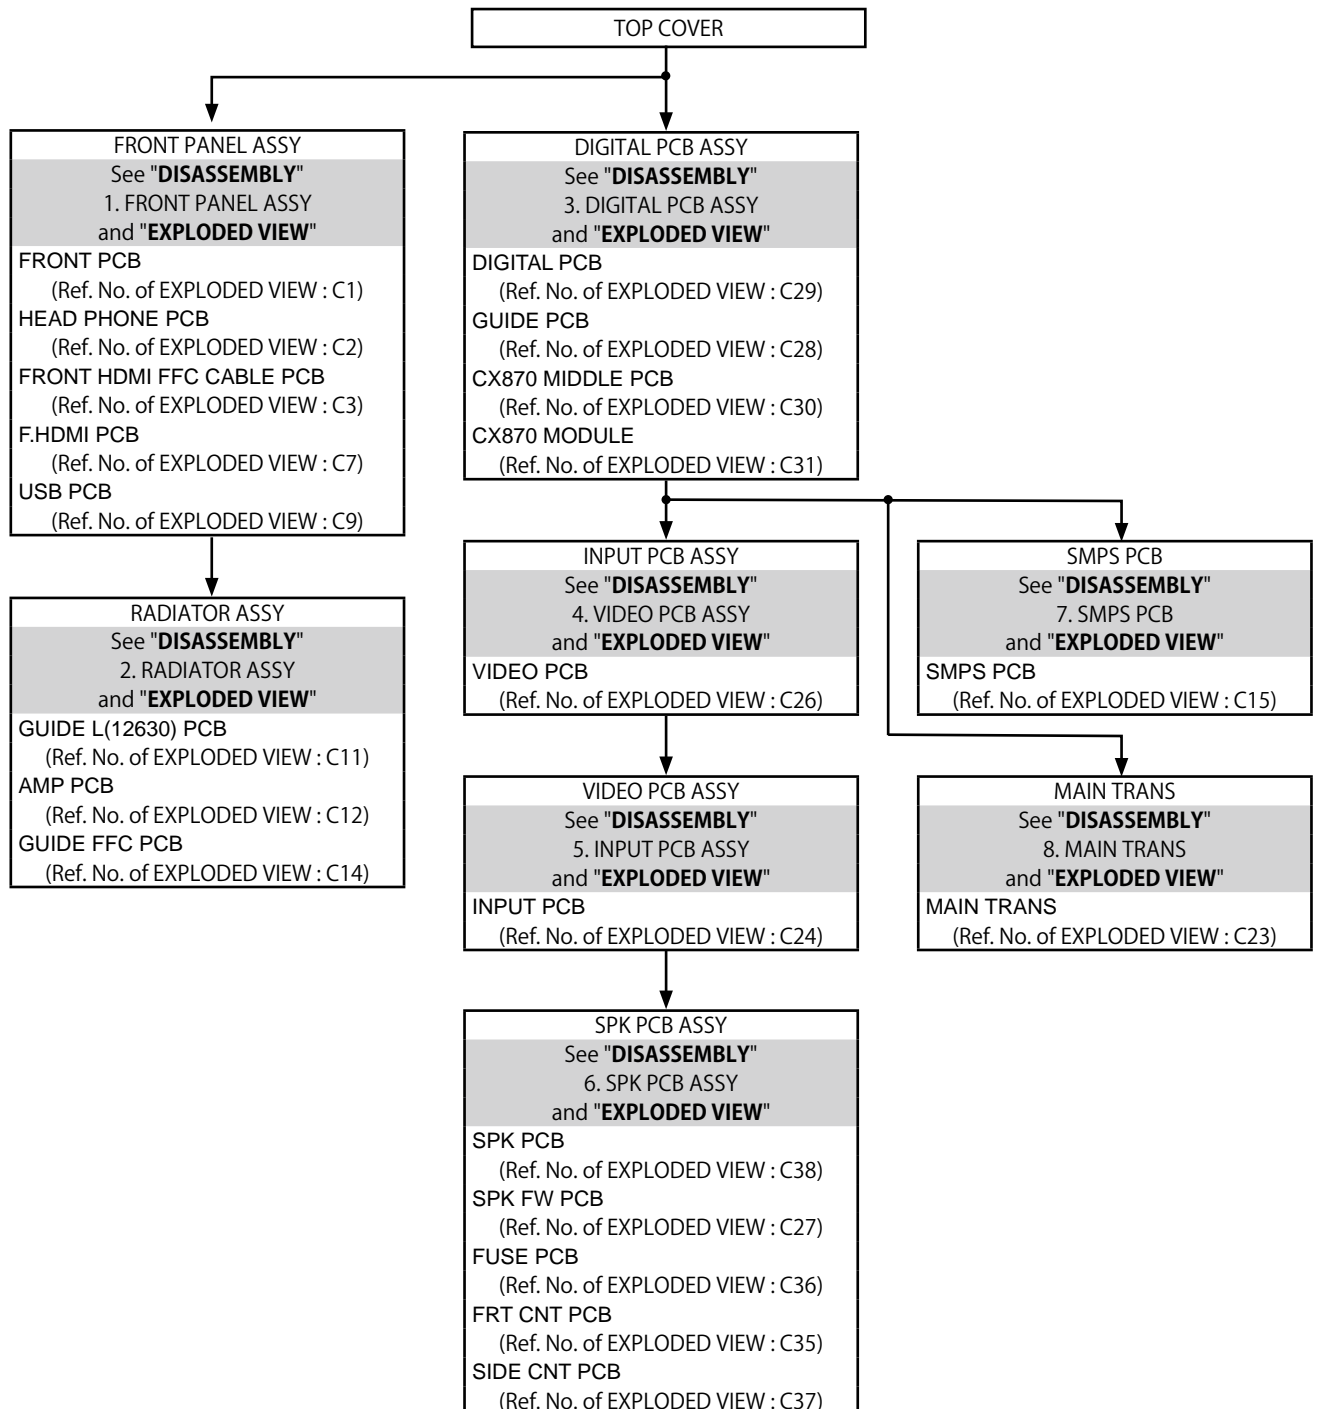 TOP COVER
FRONT PANEL ASSY
See "DISASSEMBLY"
1. FRONT PANEL ASSY
and "EXPLODED VIEW"
FRONT PCB
(Ref. No. of EXPLODED VIEW : C1)
HEAD PHONE PCB
(Ref. No. of EXPLODED VIEW : C2)
FRONT HDMI FFC CABLE PCB
(Ref. No. of EXPLODED VIEW : C3)
F.HDMI PCB
(Ref. No. of EXPLODED VIEW : C7)
USB PCB
(Ref. No. of EXPLODED VIEW : C9)
RADIATOR ASSY
See "DISASSEMBLY"
2. RADIATOR ASSY
and "EXPLODED VIEW"
GUIDE L(12630) PCB
(Ref. No. of EXPLODED VIEW : C11)
AMP PCB
(Ref. No. of EXPLODED VIEW : C12)
GUIDE FFC PCB
(Ref. No. of EXPLODED VIEW : C14)
DIGITAL PCB ASSY
See "DISASSEMBLY"
3. DIGITAL PCB ASSY
and "EXPLODED VIEW"
DIGITAL PCB
(Ref. No. of EXPLODED VIEW : C29)
GUIDE PCB
(Ref. No. of EXPLODED VIEW : C28)
CX870 MIDDLE PCB
(Ref. No. of EXPLODED VIEW : C30)
CX870 MODULE
(Ref. No. of EXPLODED VIEW : C31)
INPUT PCB ASSY
See "DISASSEMBLY"
4. VIDEO PCB ASSY
and "EXPLODED VIEW"
VIDEO PCB
(Ref. No. of EXPLODED VIEW : C26)
VIDEO PCB ASSY
See "DISASSEMBLY"
5. INPUT PCB ASSY
and "EXPLODED VIEW"
INPUT PCB
(Ref. No. of EXPLODED VIEW : C24)
SPK PCB ASSY
See "DISASSEMBLY"
6. SPK PCB ASSY
and "EXPLODED VIEW"
SPK PCB
(Ref. No. of EXPLODED VIEW : C38)
SPK FW PCB
(Ref. No. of EXPLODED VIEW : C27)
FUSE PCB
(Ref. No. of EXPLODED VIEW : C36)
FRT CNT PCB
(Ref. No. of EXPLODED VIEW : C35)
SIDE CNT PCB
(Ref. No. of EXPLODED VIEW : C37)
SMPS PCB
See "DISASSEMBLY"
7. SMPS PCB
and "EXPLODED VIEW"
SMPS PCB
(Ref. No. of EXPLODED VIEW : C15)
MAIN TRANS
See "DISASSEMBLY"
8. MAIN TRANS
and "EXPLODED VIEW"
MAIN TRANS
(Ref. No. of EXPLODED VIEW : C23)